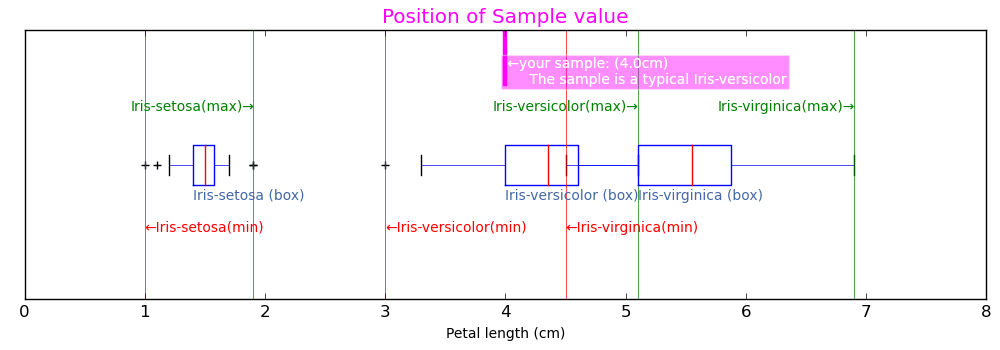 Position of Sample value
←your sample: (4.0cm)
The sample is a typical Iris-versicolor
Iris-setosa(max)→
Iris-versicolor(max)→
Iris-virginica(max)→
Iris-setosa (box)
Iris-versicolor (box)
Iris-virginica (box)
←Iris-setosa(min)
←Iris-versicolor(min)
←Iris-virginica(min)
0 1 2 3 4 5 6 7 8
Petal length (cm)